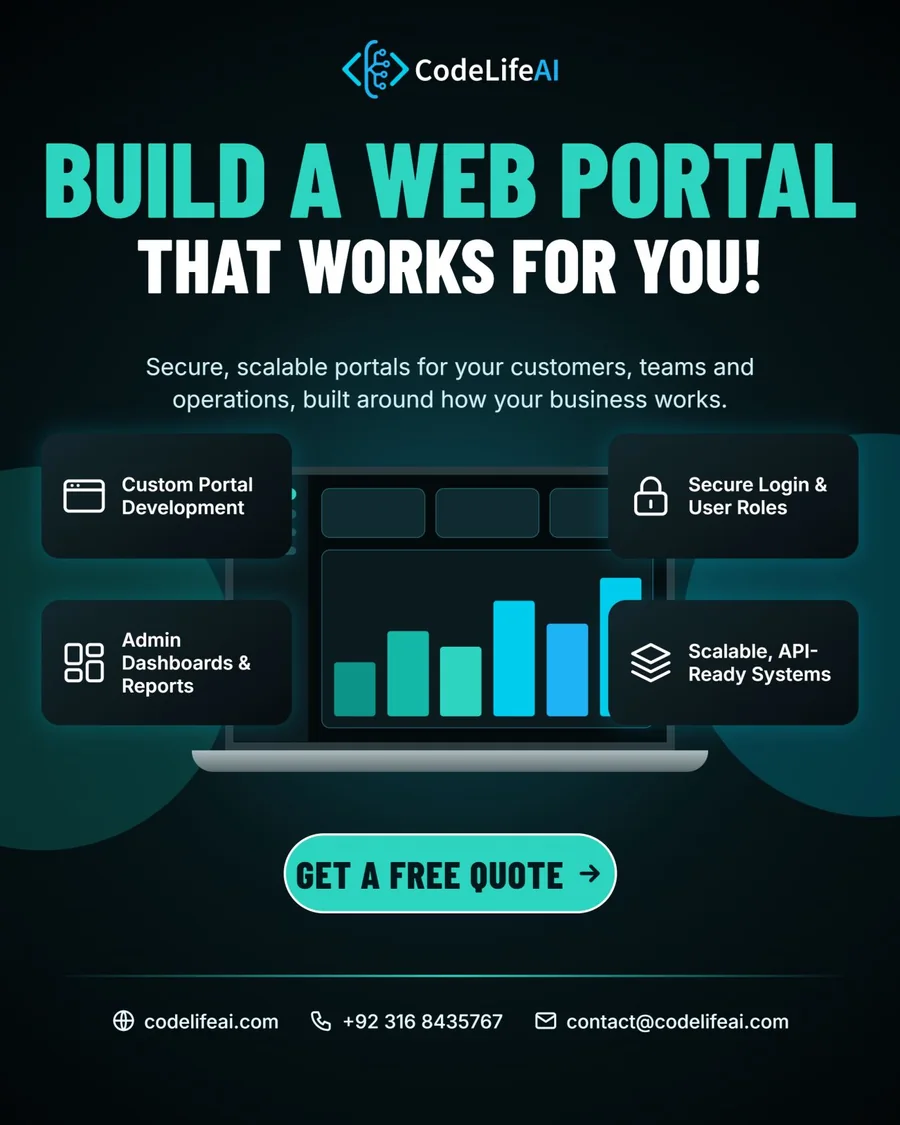 CodeLifeAI
BUILD A WEB PORTAL
THAT WORKS FOR YOU!
Secure, scalable portals for your customers, teams and
operations, built around how your business works.
Custom Portal
Development
Secure Login &
User Roles
Admin
Dashboards &
Reports
Scalable, API-
Ready Systems
GET A FREE QUOTE →
codelifeai.com
+92 316 8435767
contact@codelifeai.com